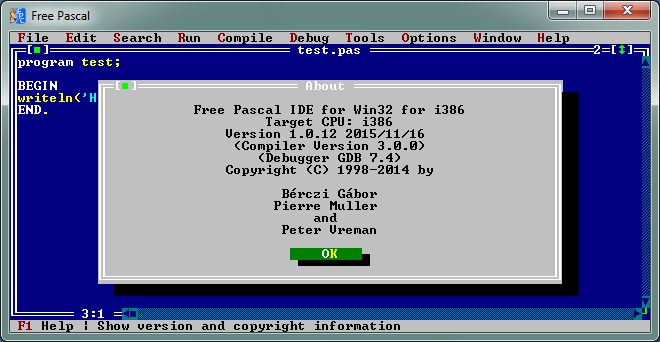 Free Pascal
File Edit Search Run Compile Debug Tools Options Window Help
test.pas 2
program test;
BEGIN
writeln('H
END.
About
Free Pascal IDE for Win32 for i386
Target CPU: i386
Version 1.0.12 2015/11/16
(Compiler Version 3.0.0)
(Debugger GDB 7.4)
Copyright (C) 1998-2014 by
Bérczi Gábor
Pierre Muller
and
Peter Vreman
OK
3:1
F1 Help ¦ Show version and copyright information